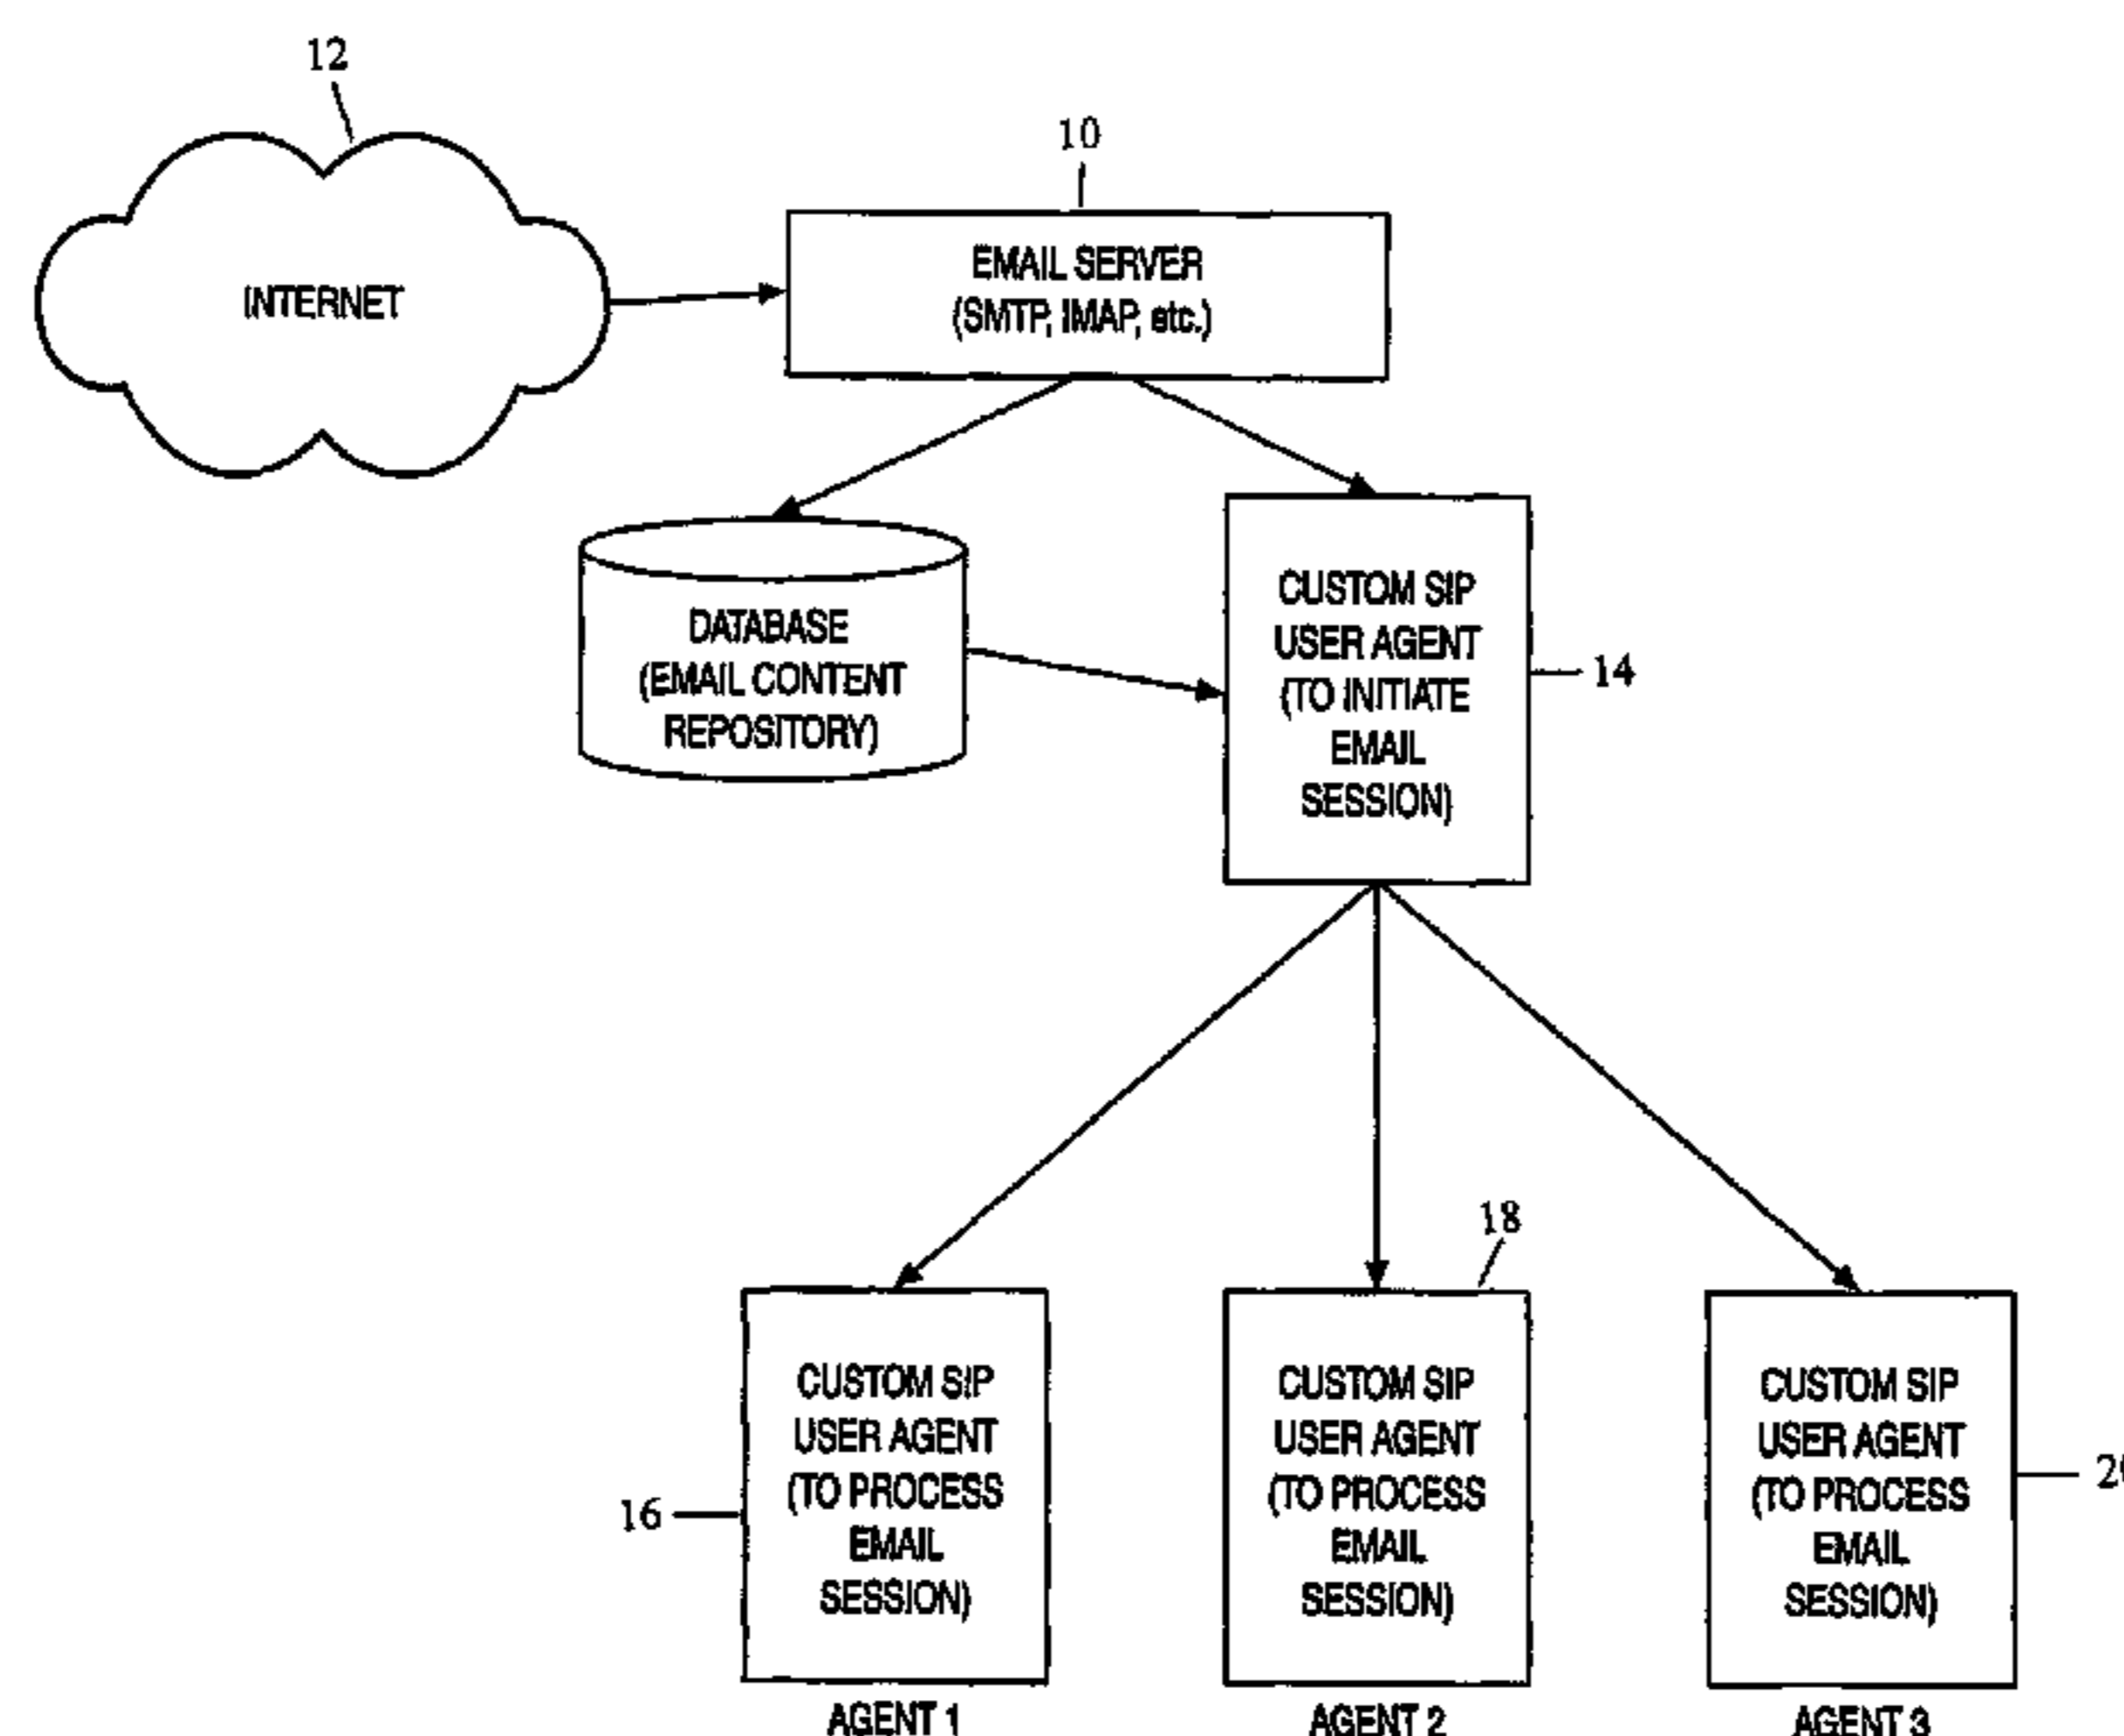 12
10
INTERNET
EMAIL SERVER
(SMTP, IMAP, etc.)
DATABASE
(EMAIL CONTENT
REPOSITORY)
CUSTOM SIP
USER AGENT
(TO INITIATE
EMAIL
SESSION)
14
18
CUSTOM SIP
USER AGENT
(TO PROCESS
EMAIL
SESSION)
16
AGENT 1
CUSTOM SIP
USER AGENT
(TO PROCESS
EMAIL
SESSION)
AGENT 2
CUSTOM SIP
USER AGENT
(TO PROCESS
EMAIL
SESSION)
AGENT 3